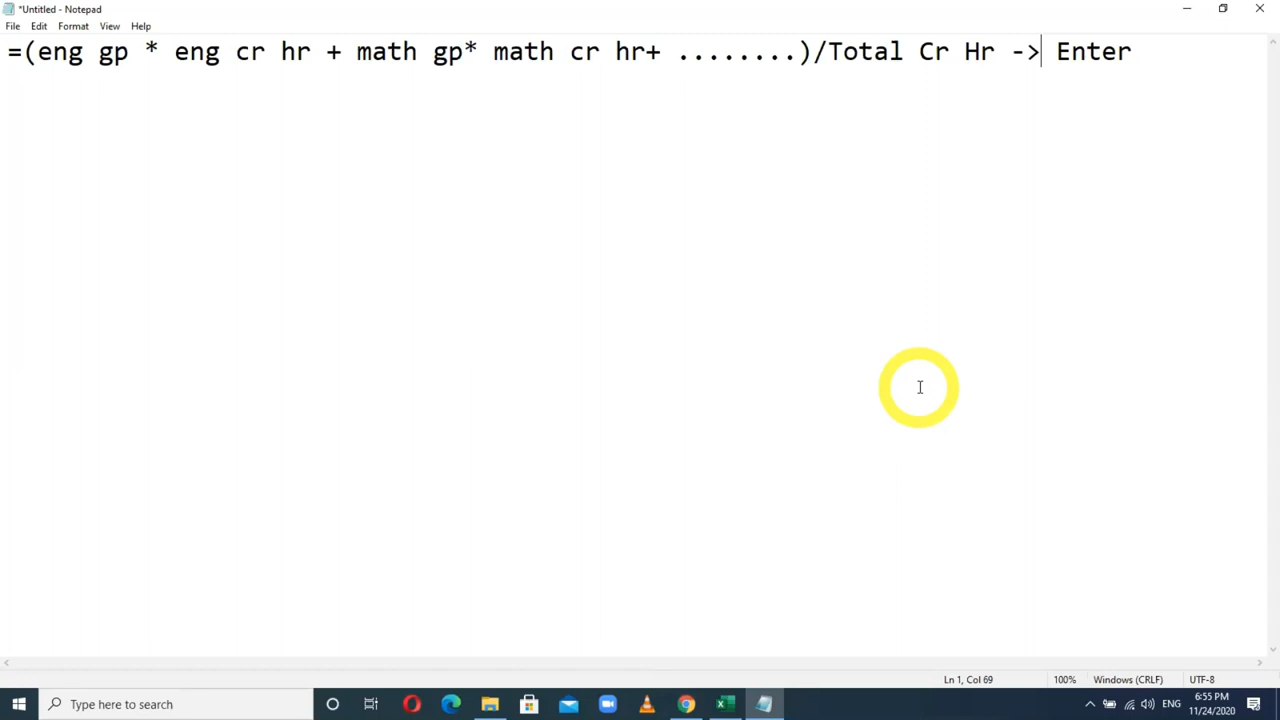 *Untitled - Notepad
File Edit Format View Help
=(eng gp * eng cr hr + math gp* math cr hr+ ........)/Total Cr Hr -> Enter
Ln 1, Col 69 100% Windows (CRLF) UTF-8
Type here to search
ENG
6:55 PM
11/24/2020